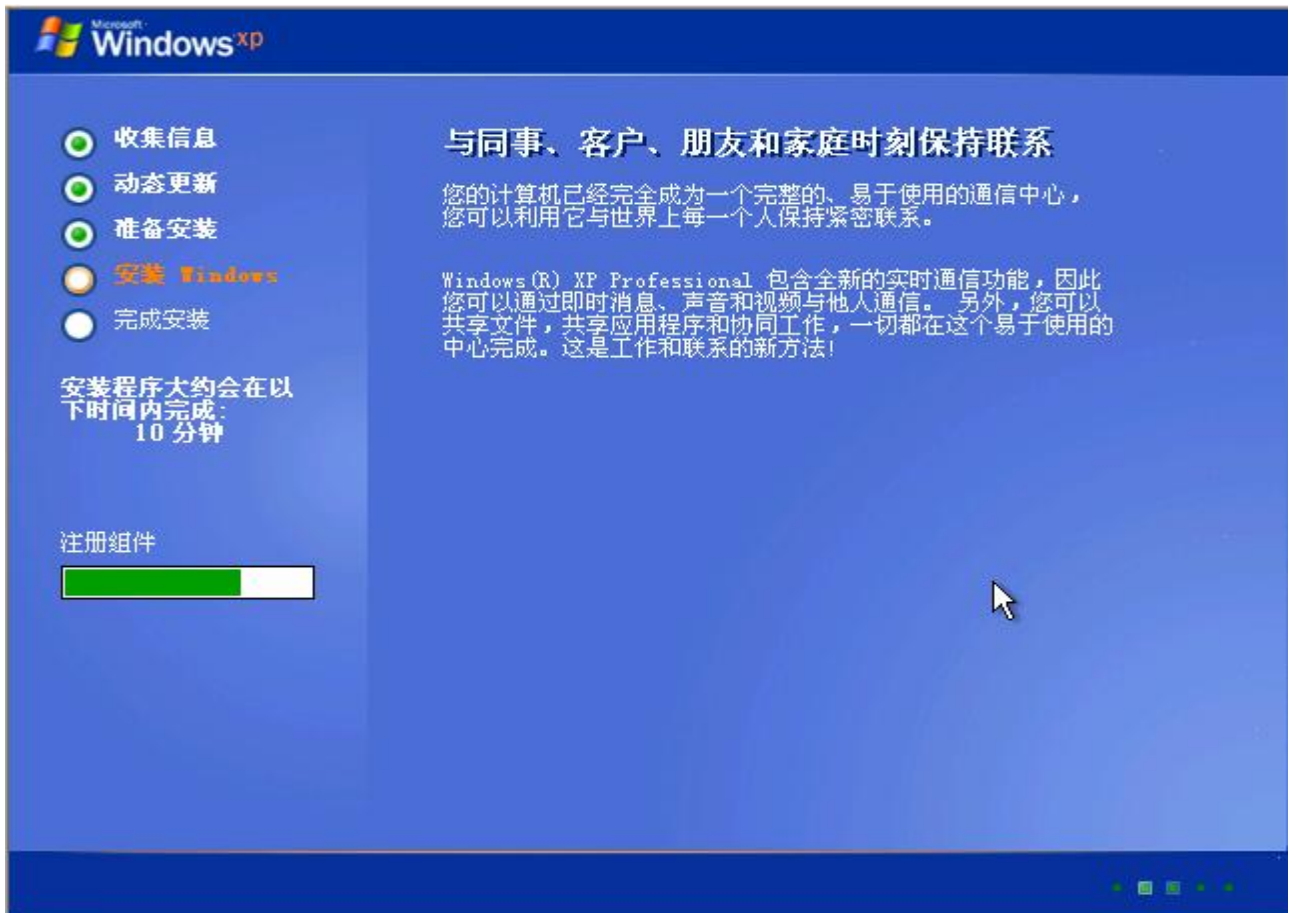 Microsoft
Windows xp
收集信息
动态更新
准备安装
安装 Windows
完成安装
安装程序大约会在以
下时间内完成:
10 分钟
注册组件
与同事、客户、朋友和家庭时刻保持联系
您的计算机已经完全成为一个完整的、易于使用的通信中心，
您可以利用它与世界上每一个人保持紧密联系。
Windows(R) XP Professional 包含全新的实时通信功能，因此
您可以通过即时消息、声音和视频与他人通信。 另外，您可以
共享文件，共享应用程序和协同工作，一切都在这个易于使用的
中心完成。这是工作和联系的新方法!